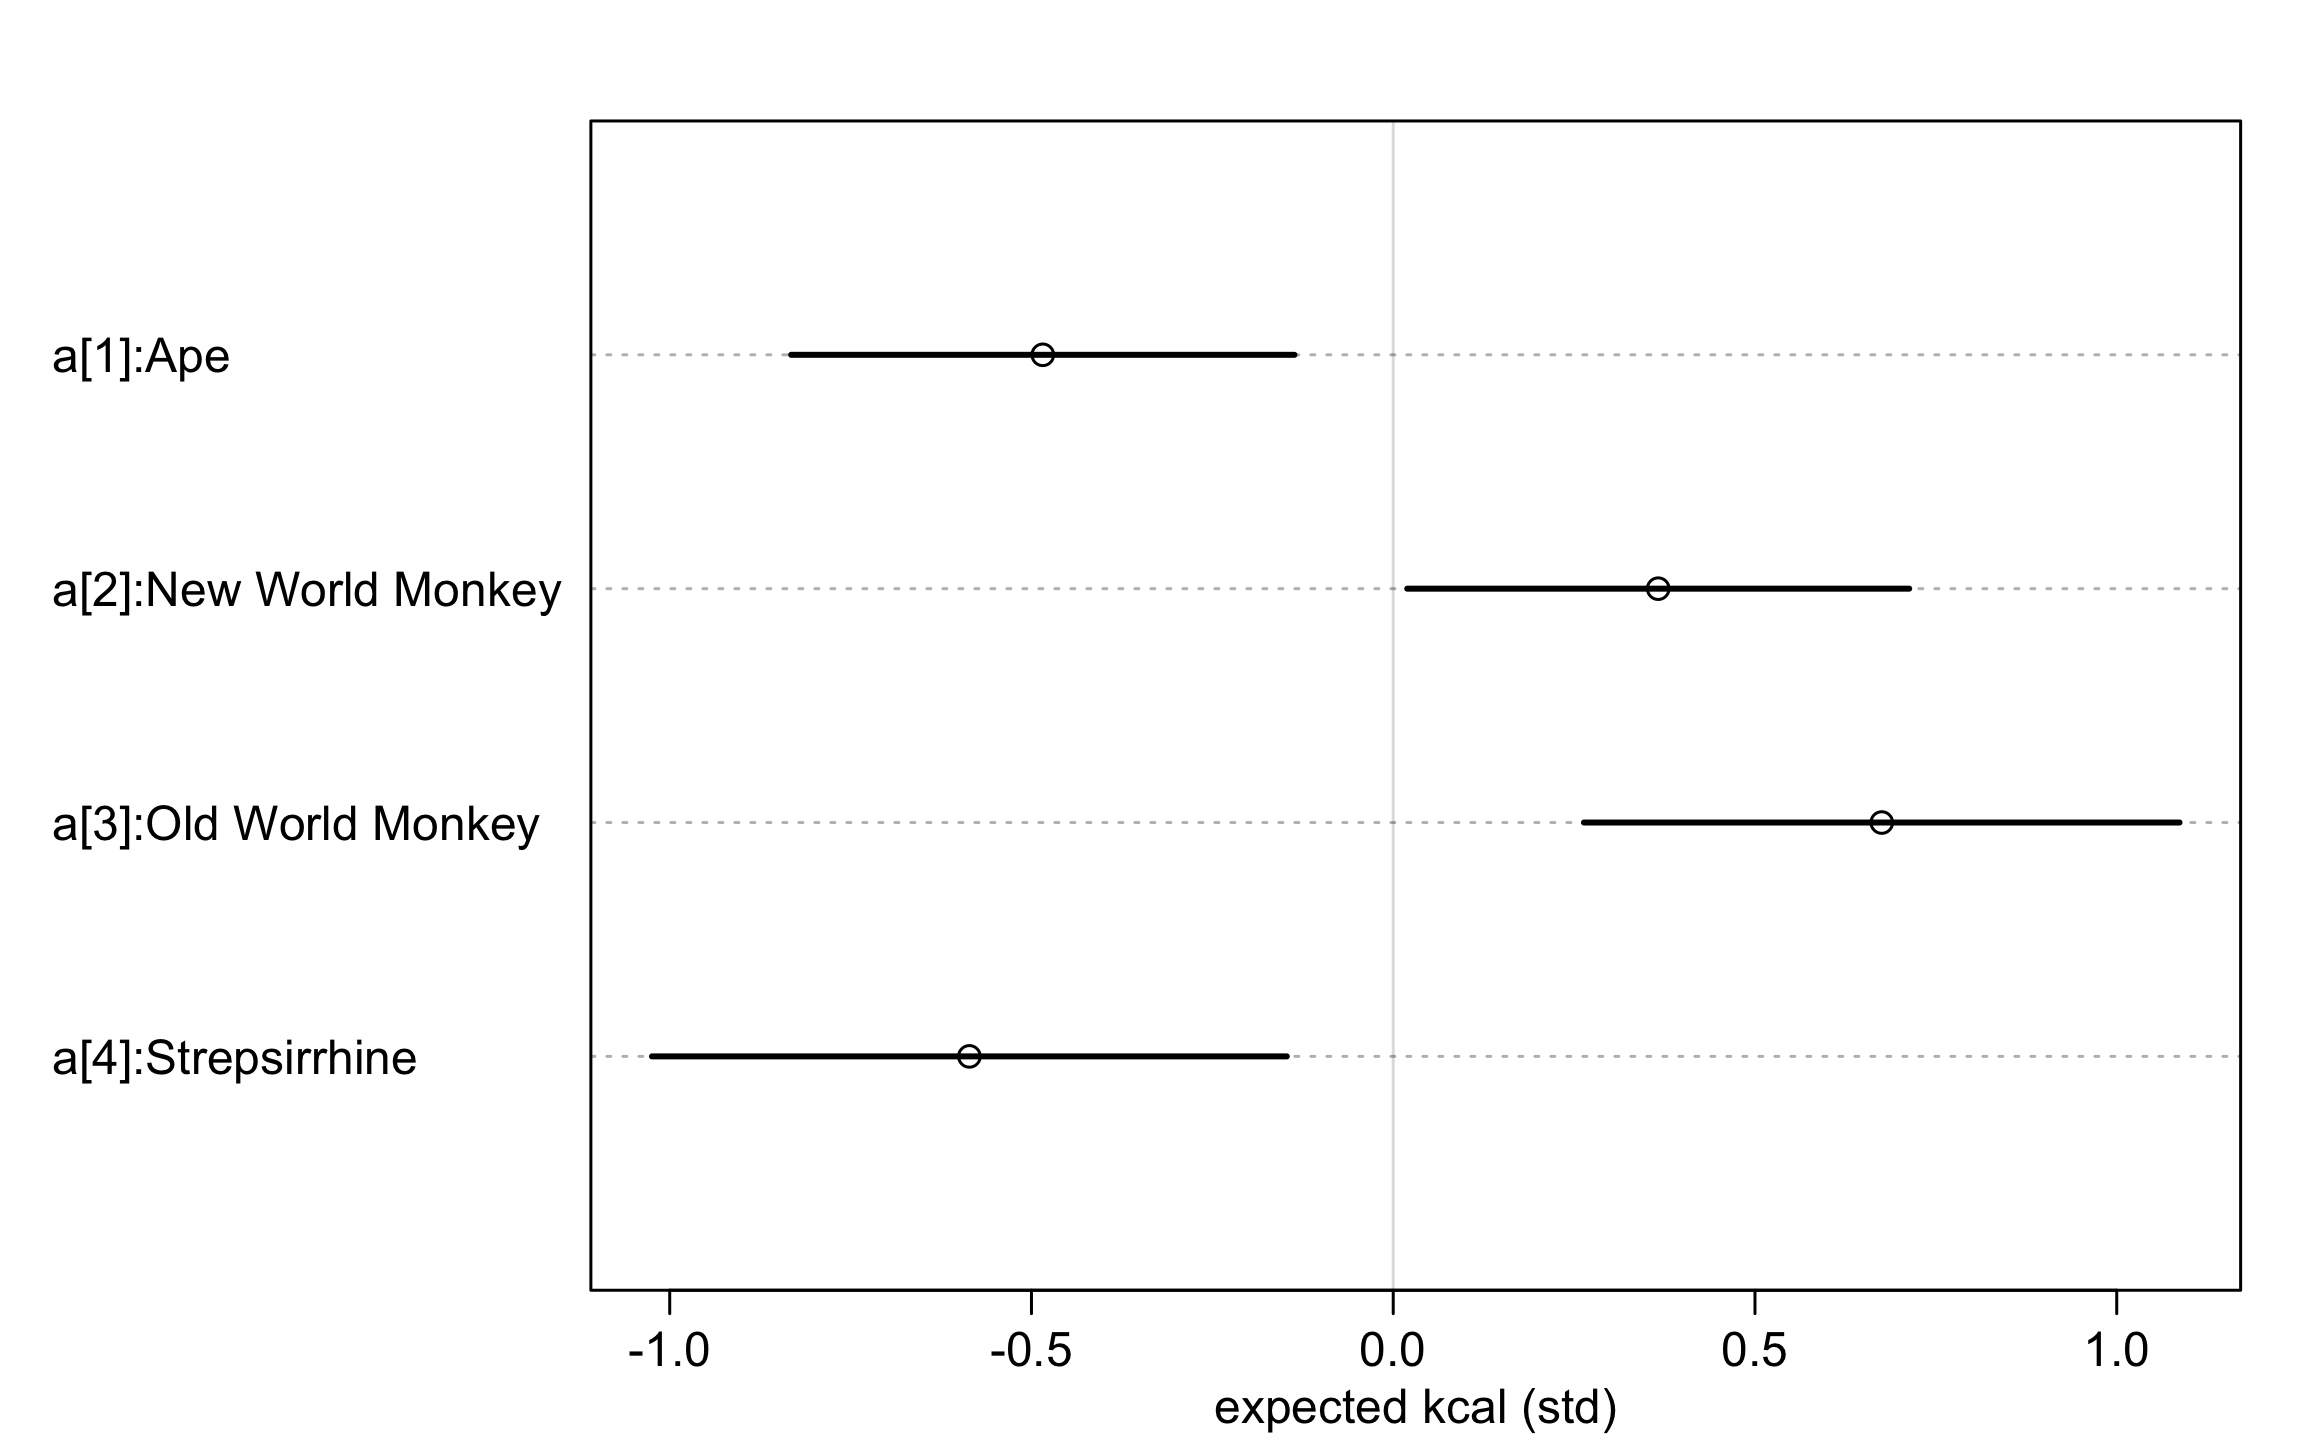 a[1]:Ape
a[2]:New World Monkey
a[3]:Old World Monkey
a[4]:Strepsirrhine
-1.0 -0.5 0.0 0.5 1.0
expected kcal (std)